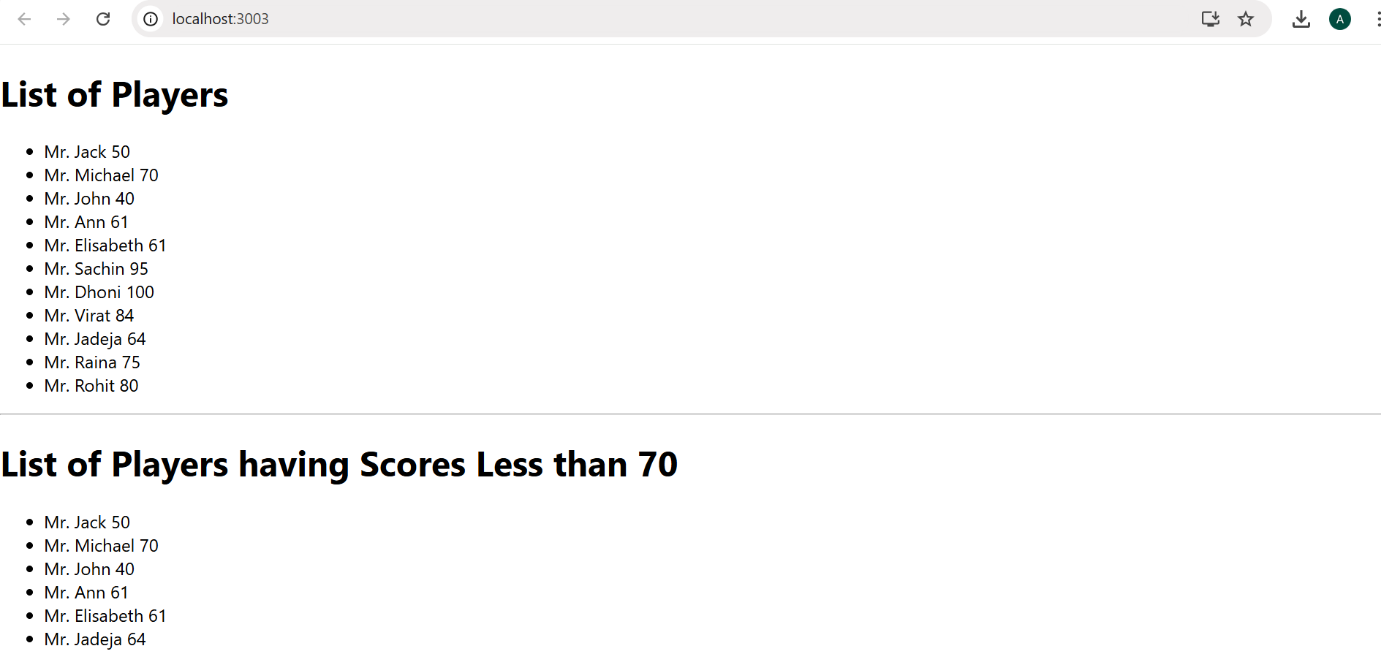 localhost:3003
A
List of Players
Mr. Jack 50
Mr. Michael 70
Mr. John 40
Mr. Ann 61
Mr. Elisabeth 61
Mr. Sachin 95
Mr. Dhoni 100
Mr. Virat 84
Mr. Jadeja 64
Mr. Raina 75
Mr. Rohit 80
List of Players having Scores Less than 70
Mr. Jack 50
Mr. Michael 70
Mr. John 40
Mr. Ann 61
Mr. Elisabeth 61
Mr. Jadeja 64